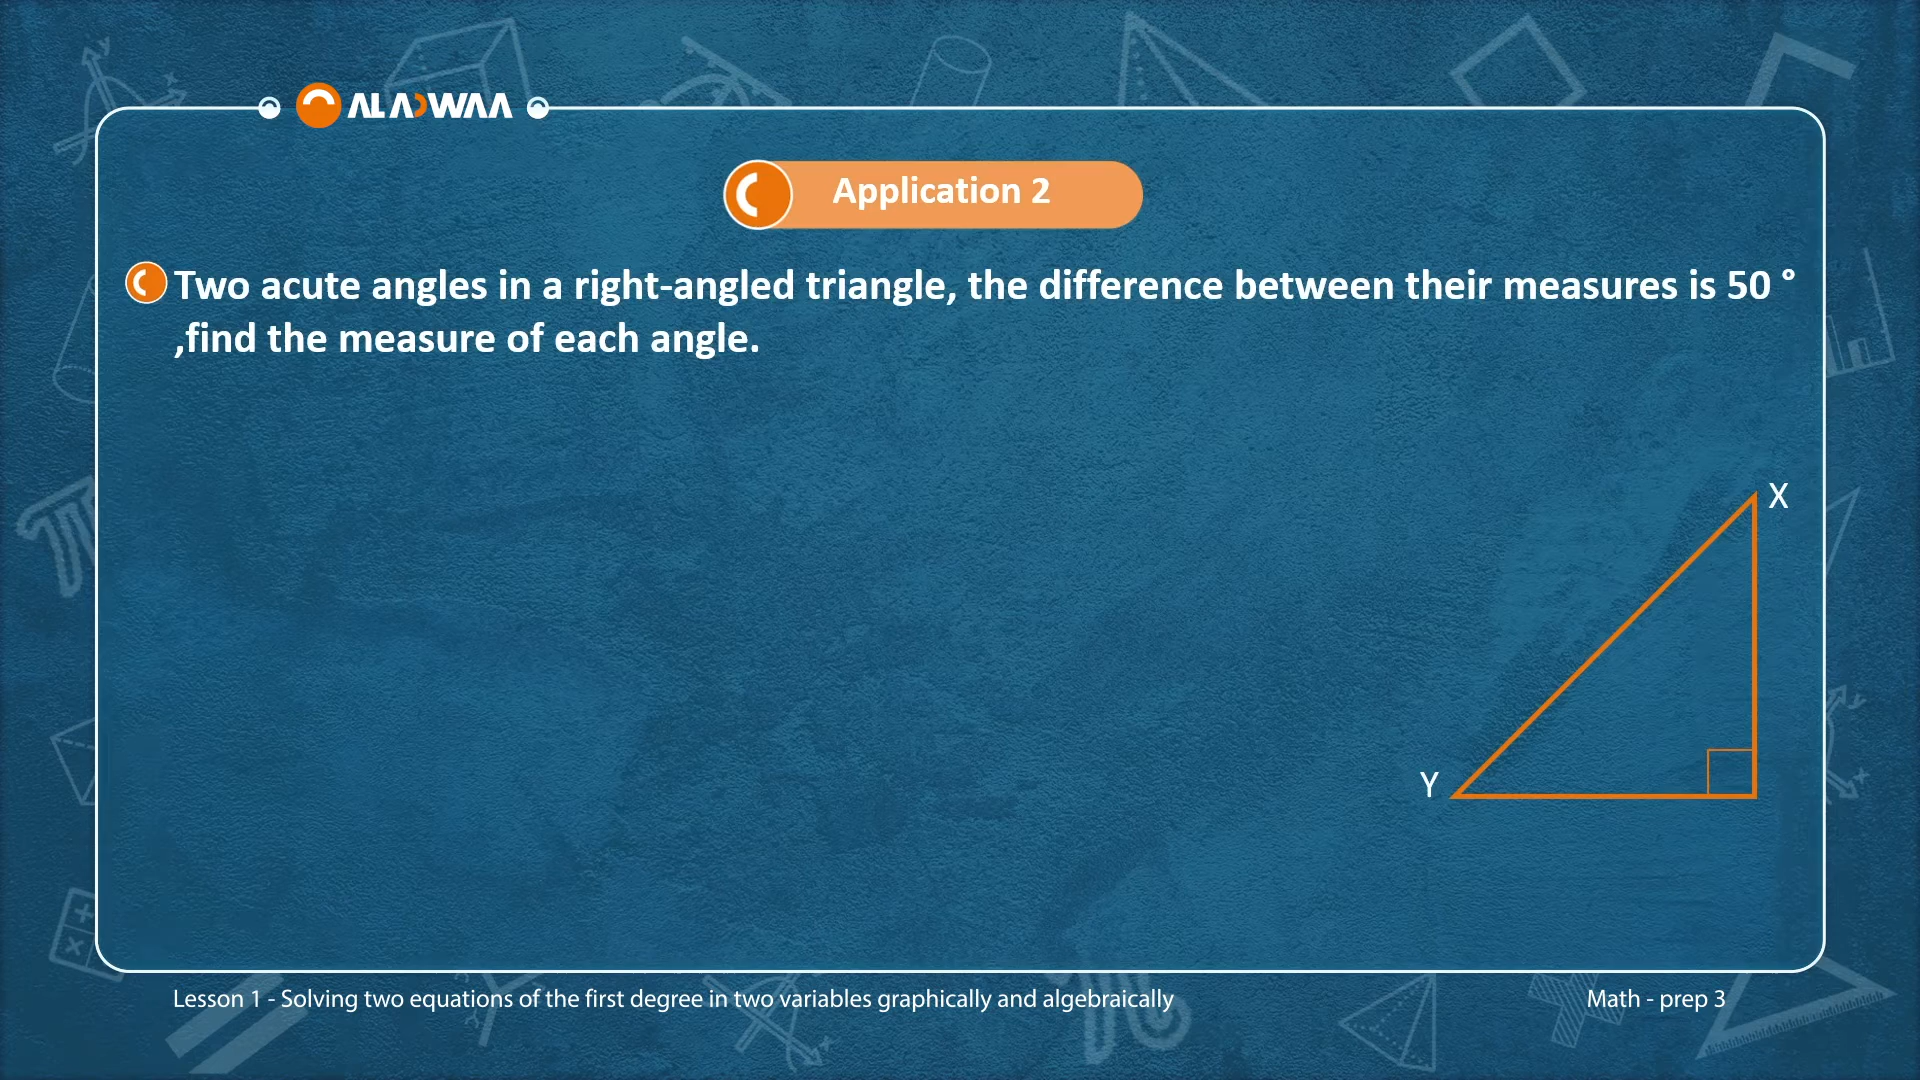 ALADWAA
Application 2
Two acute angles in a right-angled triangle, the difference between their measures is 50 °
,find the measure of each angle.
X
Y
Lesson 1 - Solving two equations of the first degree in two variables graphically and algebraically
Math - prep 3